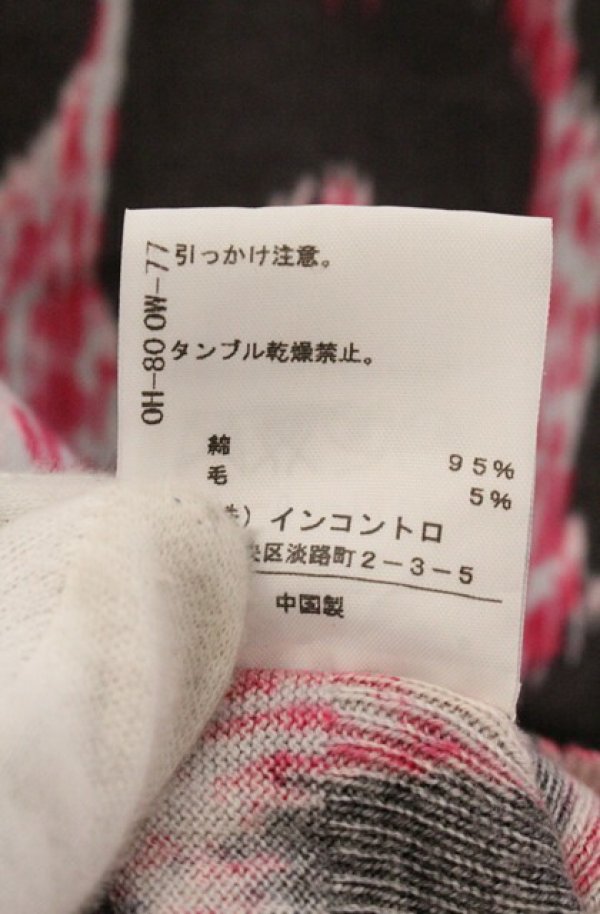 引っかけ注意。
タンブル乾燥禁止。
OH-80 OW-77
綿 95%
毛 5%
) インコントロ
区淡路町2-3-5
中国製